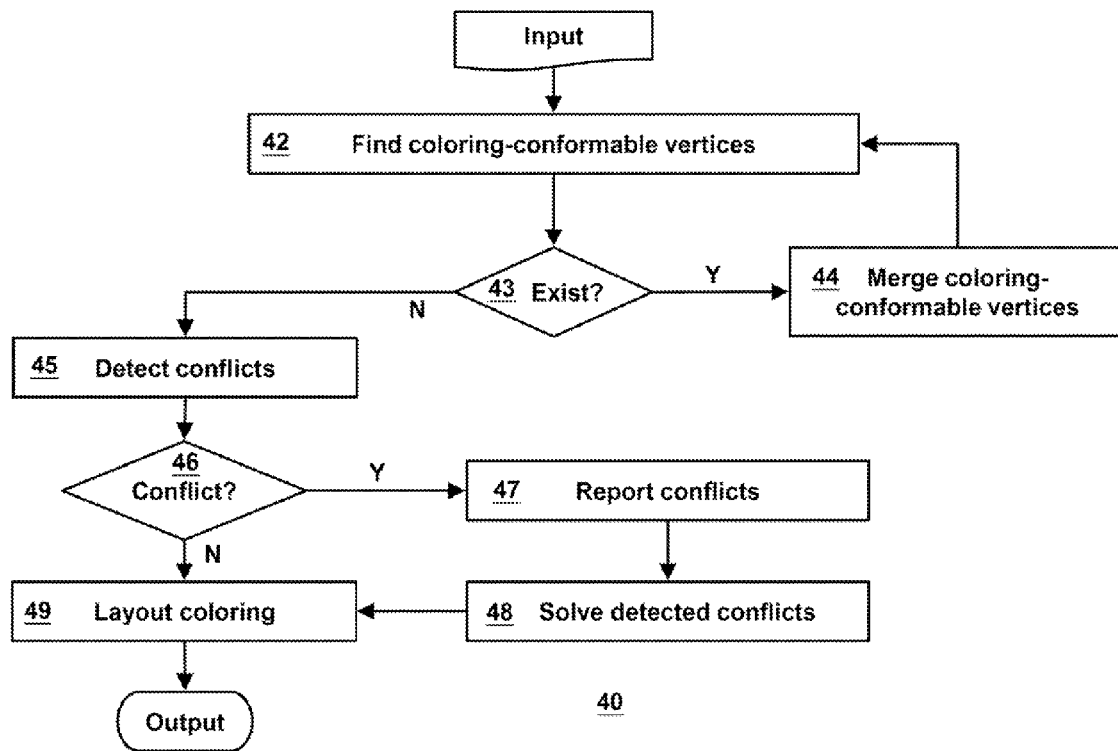 Input
42 Find coloring-conformable vertices
43 Exist?
Y
N
44 Merge coloring-
conformable vertices
45 Detect conflicts
46
Conflict?
Y
N
47 Report conflicts
49 Layout coloring
48 Solve detected conflicts
Output
40